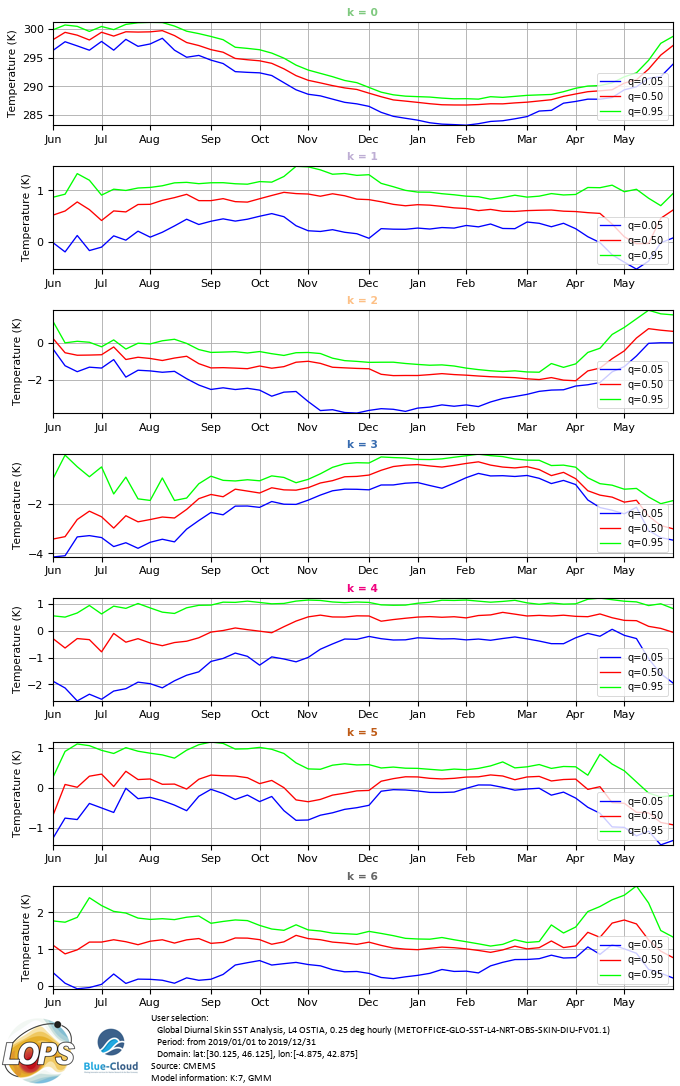 k = 0
Temperature (K)
300
295
290
285
q=0.05
q=0.50
q=0.95
Jun Jul Aug Sep Oct Nov Dec Jan Feb Mar Apr May
k = 1
Temperature (K)
1
0
q=0.05
q=0.50
q=0.95
Jun Jul Aug Sep Oct Nov Dec Jan Feb Mar Apr May
k = 2
Temperature (K)
0
−2
q=0.05
q=0.50
q=0.95
Jun Jul Aug Sep Oct Nov Dec Jan Feb Mar Apr May
k = 3
Temperature (K)
−2
−4
q=0.05
q=0.50
q=0.95
Jun Jul Aug Sep Oct Nov Dec Jan Feb Mar Apr May
k = 4
Temperature (K)
1
0
−1
−2
q=0.05
q=0.50
q=0.95
Jun Jul Aug Sep Oct Nov Dec Jan Feb Mar Apr May
k = 5
Temperature (K)
1
0
−1
q=0.05
q=0.50
q=0.95
Jun Jul Aug Sep Oct Nov Dec Jan Feb Mar Apr May
k = 6
Temperature (K)
2
1
0
q=0.05
q=0.50
q=0.95
Jun Jul Aug Sep Oct Nov Dec Jan Feb Mar Apr May
LOPS
Blue-Cloud
User selection:
Global Diurnal Skin SST Analysis, L4 OSTIA, 0.25 deg hourly (METOFFICE-GLO-SST-L4-NRT-OBS-SKIN-DIU-FV01.1)
Period: from 2019/01/01 to 2019/12/31
Domain: lat:[30.125, 46.125], lon:[-4.875, 42.875]
Source: CMEMS
Model information: K:7, GMM